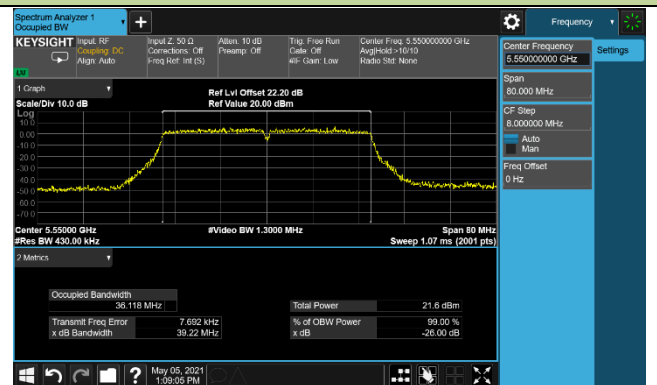 Spectrum Analyzer 1
Occupied BW
Frequency
KEYSIGHT
Input: RF
Coupling: DC
Align: Auto
Input Z: 50 Ω
Corrections: Off
Freq Ref: Int (S)
Atten: 10 dB
Preamp: Off
Trig: Free Run
Gate: Off
#IF Gain: Low
Center Freq: 5.550000000 GHz
Avg|Hold:>10/10
Radio Std: None
LXI
Center Frequency
5.550000000 GHz
Settings
Span
80.000 MHz
CF Step
8.000000 MHz
Auto
Man
Freq Offset
0 Hz
1 Graph
Scale/Div 10.0 dB
Ref Lvl Offset 22.20 dB
Ref Value 20.00 dBm
Log
10.0
0.00
-10.0
-20.0
-30.0
-40.0
-50.0
-60.0
-70.0
Center 5.55000 GHz
#Res BW 430.00 kHz
#Video BW 1.3000 MHz
Span 80 MHz
Sweep 1.07 ms (2001 pts)
2 Metrics
Occupied Bandwidth
36.118 MHz
Total Power 21.6 dBm
Transmit Freq Error 7.692 kHz
% of OBW Power 99.00 %
x dB Bandwidth 39.22 MHz
x dB -26.00 dB
?
May 05, 2021
1:09:05 PM